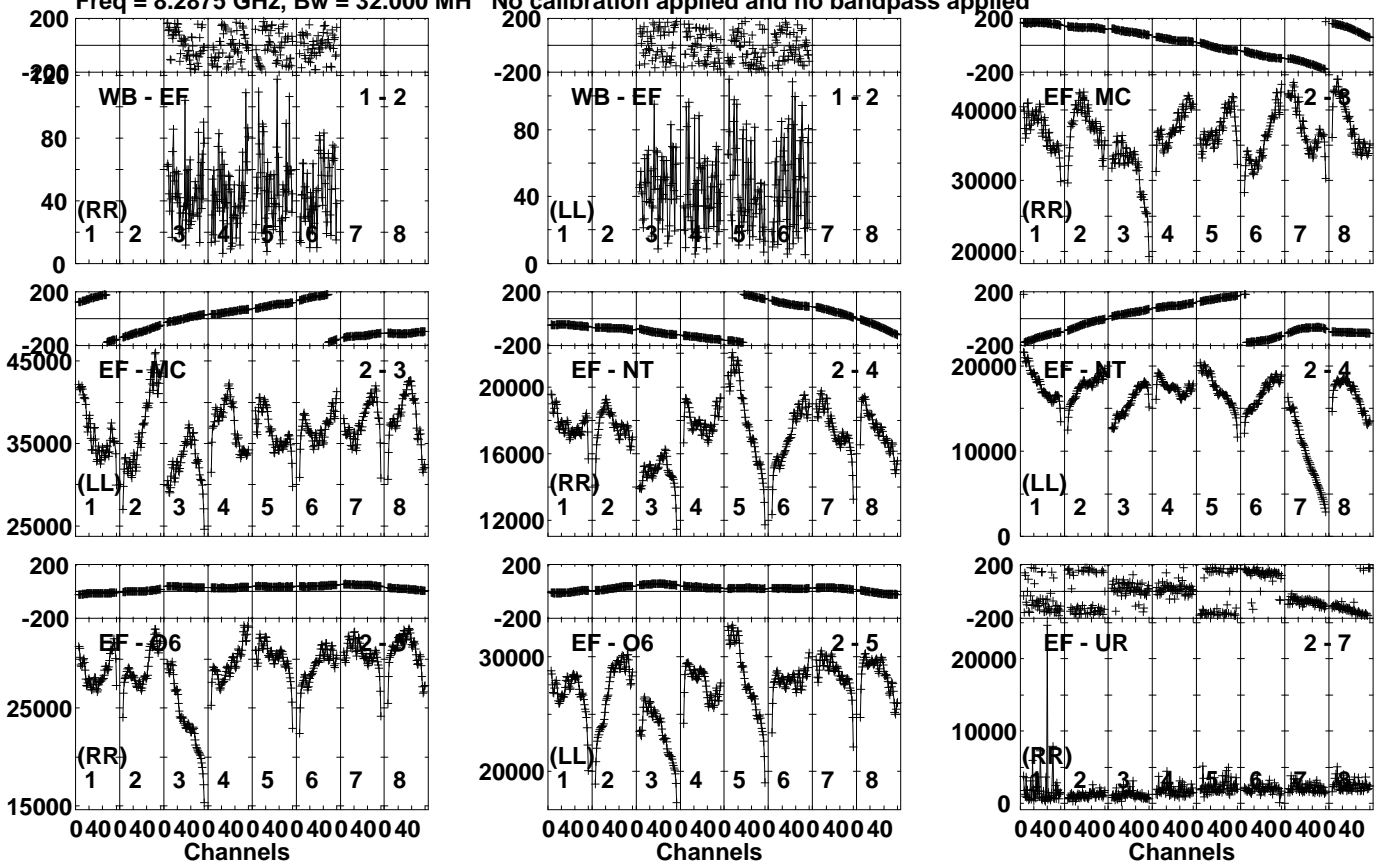 Freq = 8.2875 GHz, Bw = 32.000 MH No calibration applied and no bandpass applied
200
-200
120
80
40
0
WB - EF 1 - 2
(RR)
1 2 3 4 5 6 7 8
200
-200
80
40
0
WB - EF 1 - 2
(LL)
1 2 3 4 5 6 7 8
200
-200
40000
30000
20000
EF - MC 2 - 3
(RR)
1 2 3 4 5 6 7 8
200
-200
45000
35000
25000
EF - MC 2 - 3
(LL)
1 2 3 4 5 6 7 8
200
-200
20000
16000
12000
EF - NT 2 - 4
(RR)
1 2 3 4 5 6 7 8
200
-200
20000
10000
0
EF - NT 2 - 4
(LL)
1 2 3 4 5 6 7 8
200
-200
25000
15000
EF - O6 2 - 5
(RR)
1 2 3 4 5 6 7 8
0 40 0 40 0 40 0 40 0 40 0 40 0 40 0 40
Channels
200
-200
30000
20000
EF - O6 2 - 5
(LL)
1 2 3 4 5 6 7 8
0 40 0 40 0 40 0 40 0 40 0 40 0 40 0 40
Channels
200
-200
20000
10000
0
EF - UR 2 - 7
(RR)
1 2 3 4 5 6 7 8
0 40 0 40 0 40 0 40 0 40 0 40 0 40 0 40
Channels